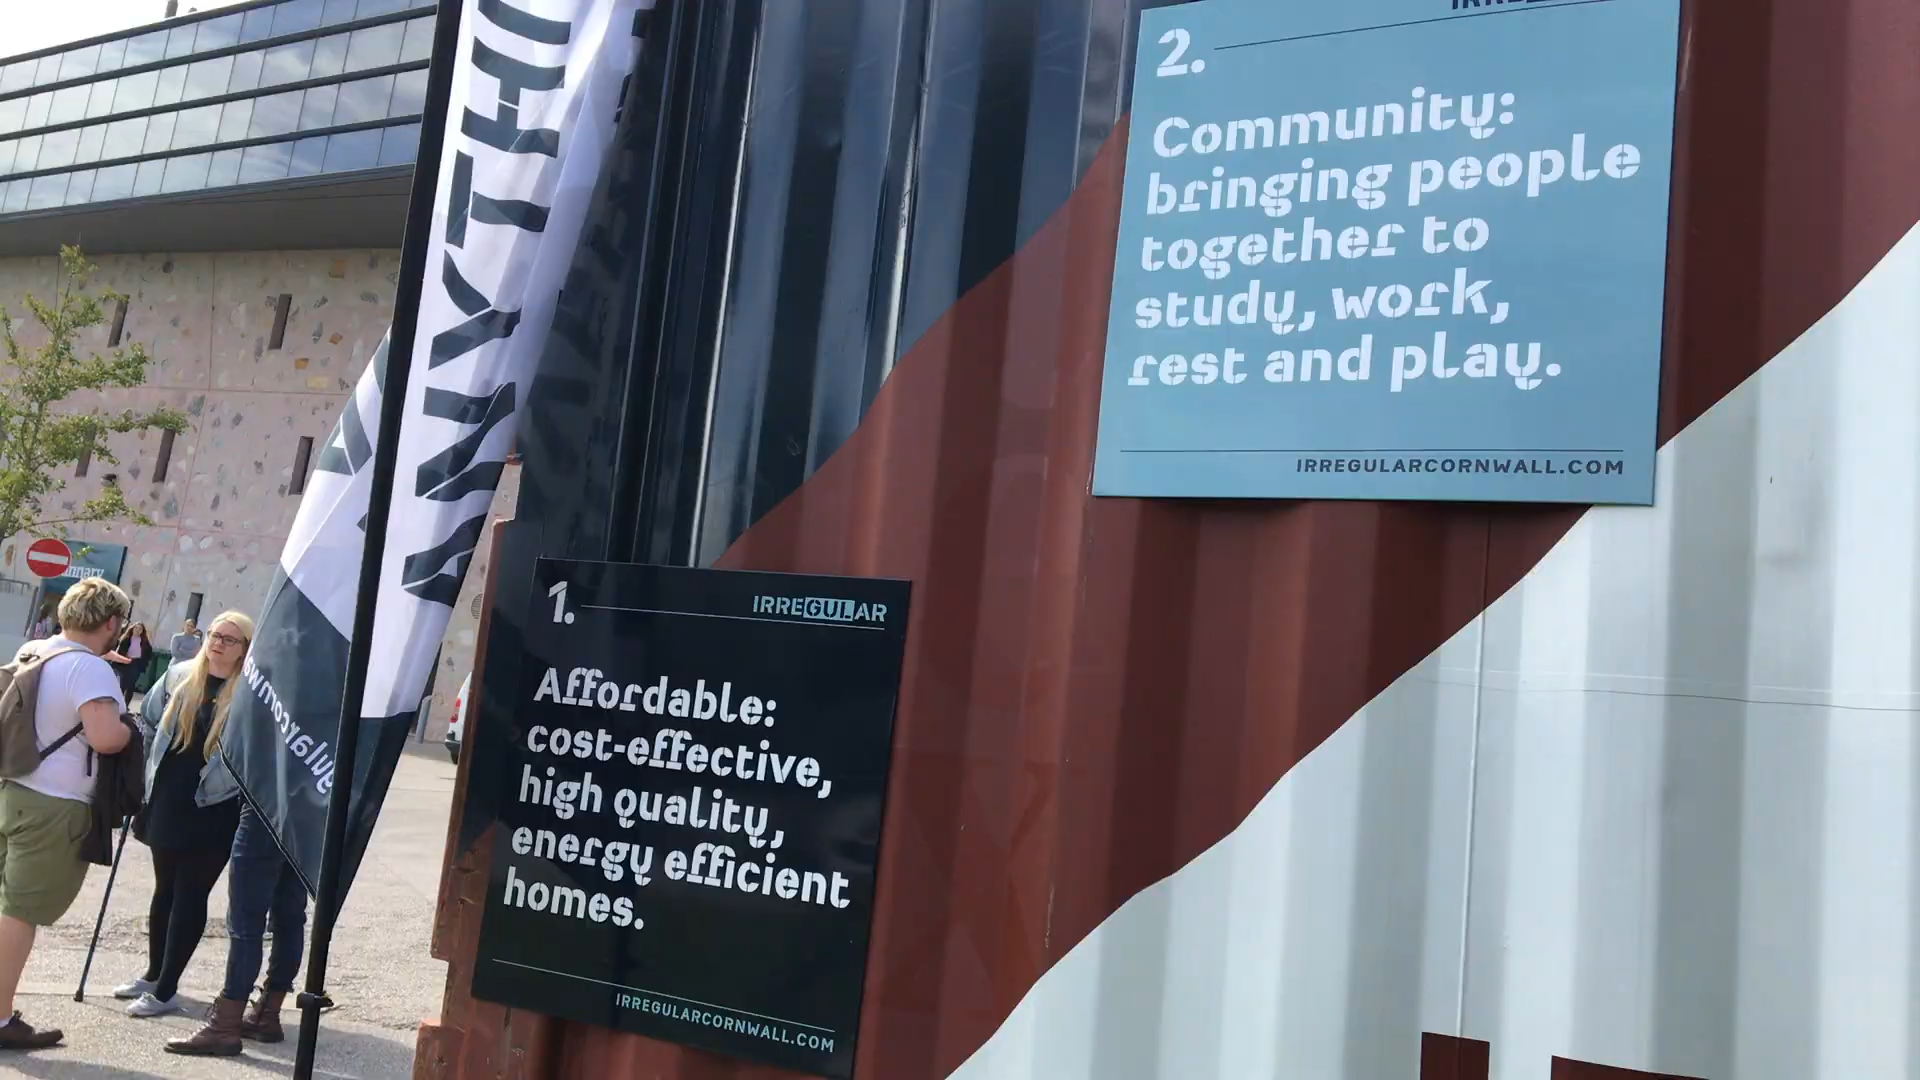 2.
Community:
bringing people
together to
study, work,
rest and play.
IRREGULARCORNWALL.COM
1.
IRREGULAR
Affordable:
cost-effective,
high quality,
energy efficient
homes.
IRREGULARCORNWALL.COM